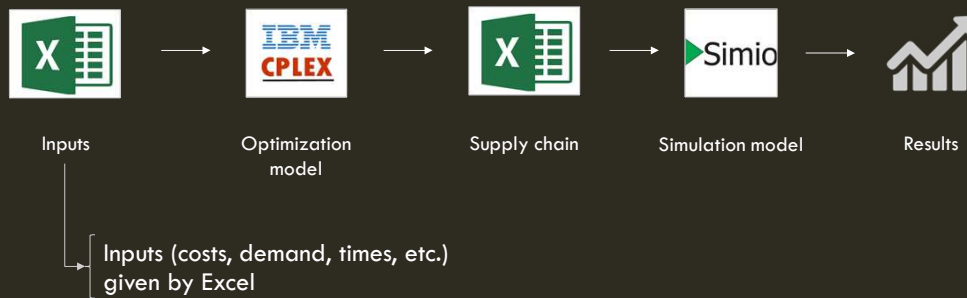 X
IBM
CPLEX
X
Simio
Inputs
Optimization
model
Supply chain
Simulation model
Results
Inputs (costs, demand, times, etc.)
given by Excel